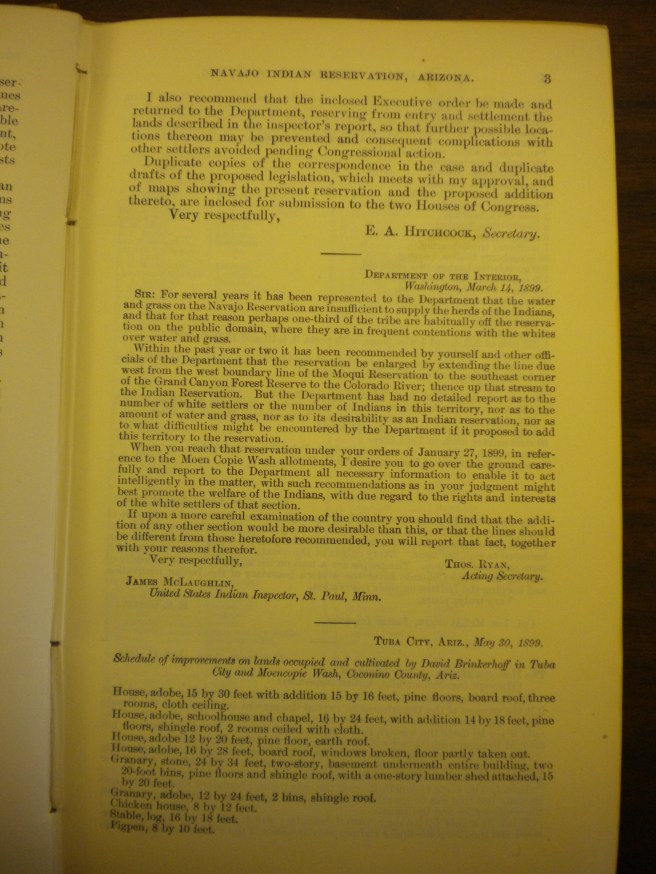 NAVAJO INDIAN RESERVATION, ARIZONA. 3
I also recommend that the inclosed Executive order be made and
returned to the Department, reserving from entry and settlement the
lands described in the inspector's report, so that further possible loca-
tions thereon may be prevented and consequent complications with
other settlers avoided pending Congressional action.
Duplicate copies of the correspondence in the case and duplicate
drafts of the proposed legislation, which meets with my approval, and
of maps showing the present reservation and the proposed addition
thereto, are inclosed for submission to the two Houses of Congress.
Very respectfully,
E. A. HITCHCOCK, Secretary.
DEPARTMENT OF THE INTERIOR,
Washington, March 14, 1899.
SIR: For several years it has been represented to the Department that the water
and grass on the Navajo Reservation are insufficient to supply the herds of the Indians,
and that for that reason perhaps one-third of the tribe are habitually off the reserva-
tion on the public domain, where they are in frequent contentions with the whites
over water and grass.
Within the past year or two it has been recommended by yourself and other offi-
cials of the Department that the reservation be enlarged by extending the line due
west from the west boundary line of the Moqui Reservation to the southeast corner
of the Grand Canyon Forest Reserve to the Colorado River; thence up that stream to
the Indian Reservation. But the Department has had no detailed report as to the
number of white settlers or the number of Indians in this territory, nor as to the
amount of water and grass, nor as to its desirability as an Indian reservation, nor as
to what difficulties might be encountered by the Department if it proposed to add
this territory to the reservation.
When you reach that reservation under your orders of January 27, 1899, in refer-
ence to the Moen Copie Wash allotments, I desire you to go over the ground care-
fully and report to the Department all necessary information to enable it to act
intelligently in the matter, with such recommendations as in your judgment might
best promote the welfare of the Indians, with due regard to the rights and interests
of the white settlers of that section.
If upon a more careful examination of the country you should find that the addi-
tion of any other section would be more desirable than this, or that the lines should
be different from those heretofore recommended, you will report that fact, together
with your reasons therefor.
Very respectfully,
THOS. RYAN,
Acting Secretary.
JAMES MCLAUGHLIN,
United States Indian Inspector, St. Paul, Minn.
TUBA CITY, ARIZ., May 30, 1899.
Schedule of improvements on lands occupied and cultivated by David Brinkerhoff in Tuba
City and Moencopie Wash, Coconino County, Ariz.
House, adobe, 15 by 30 feet with addition 15 by 16 feet, pine floors, board roof, three
rooms, cloth ceiling.
House, adobe, schoolhouse and chapel, 16 by 24 feet, with addition 14 by 18 feet, pine
floors, shingle roof, 2 rooms ceiled with cloth.
House, adobe 12 by 20 feet, pine floor, earth roof.
House, adobe, 16 by 28 feet, board roof, windows broken, floor partly taken out.
Granary, stone, 24 by 34 feet, two-story, basement underneath entire building, two
20-foot bins, pine floors and shingle roof, with a one-story lumber shed attached, 15
by 20 feet.
Granary, adobe, 12 by 24 feet, 2 bins, shingle roof.
Chicken house, 8 by 12 feet.
Stable, log, 16 by 18 feet.
Pigpen, 8 by 10 feet.